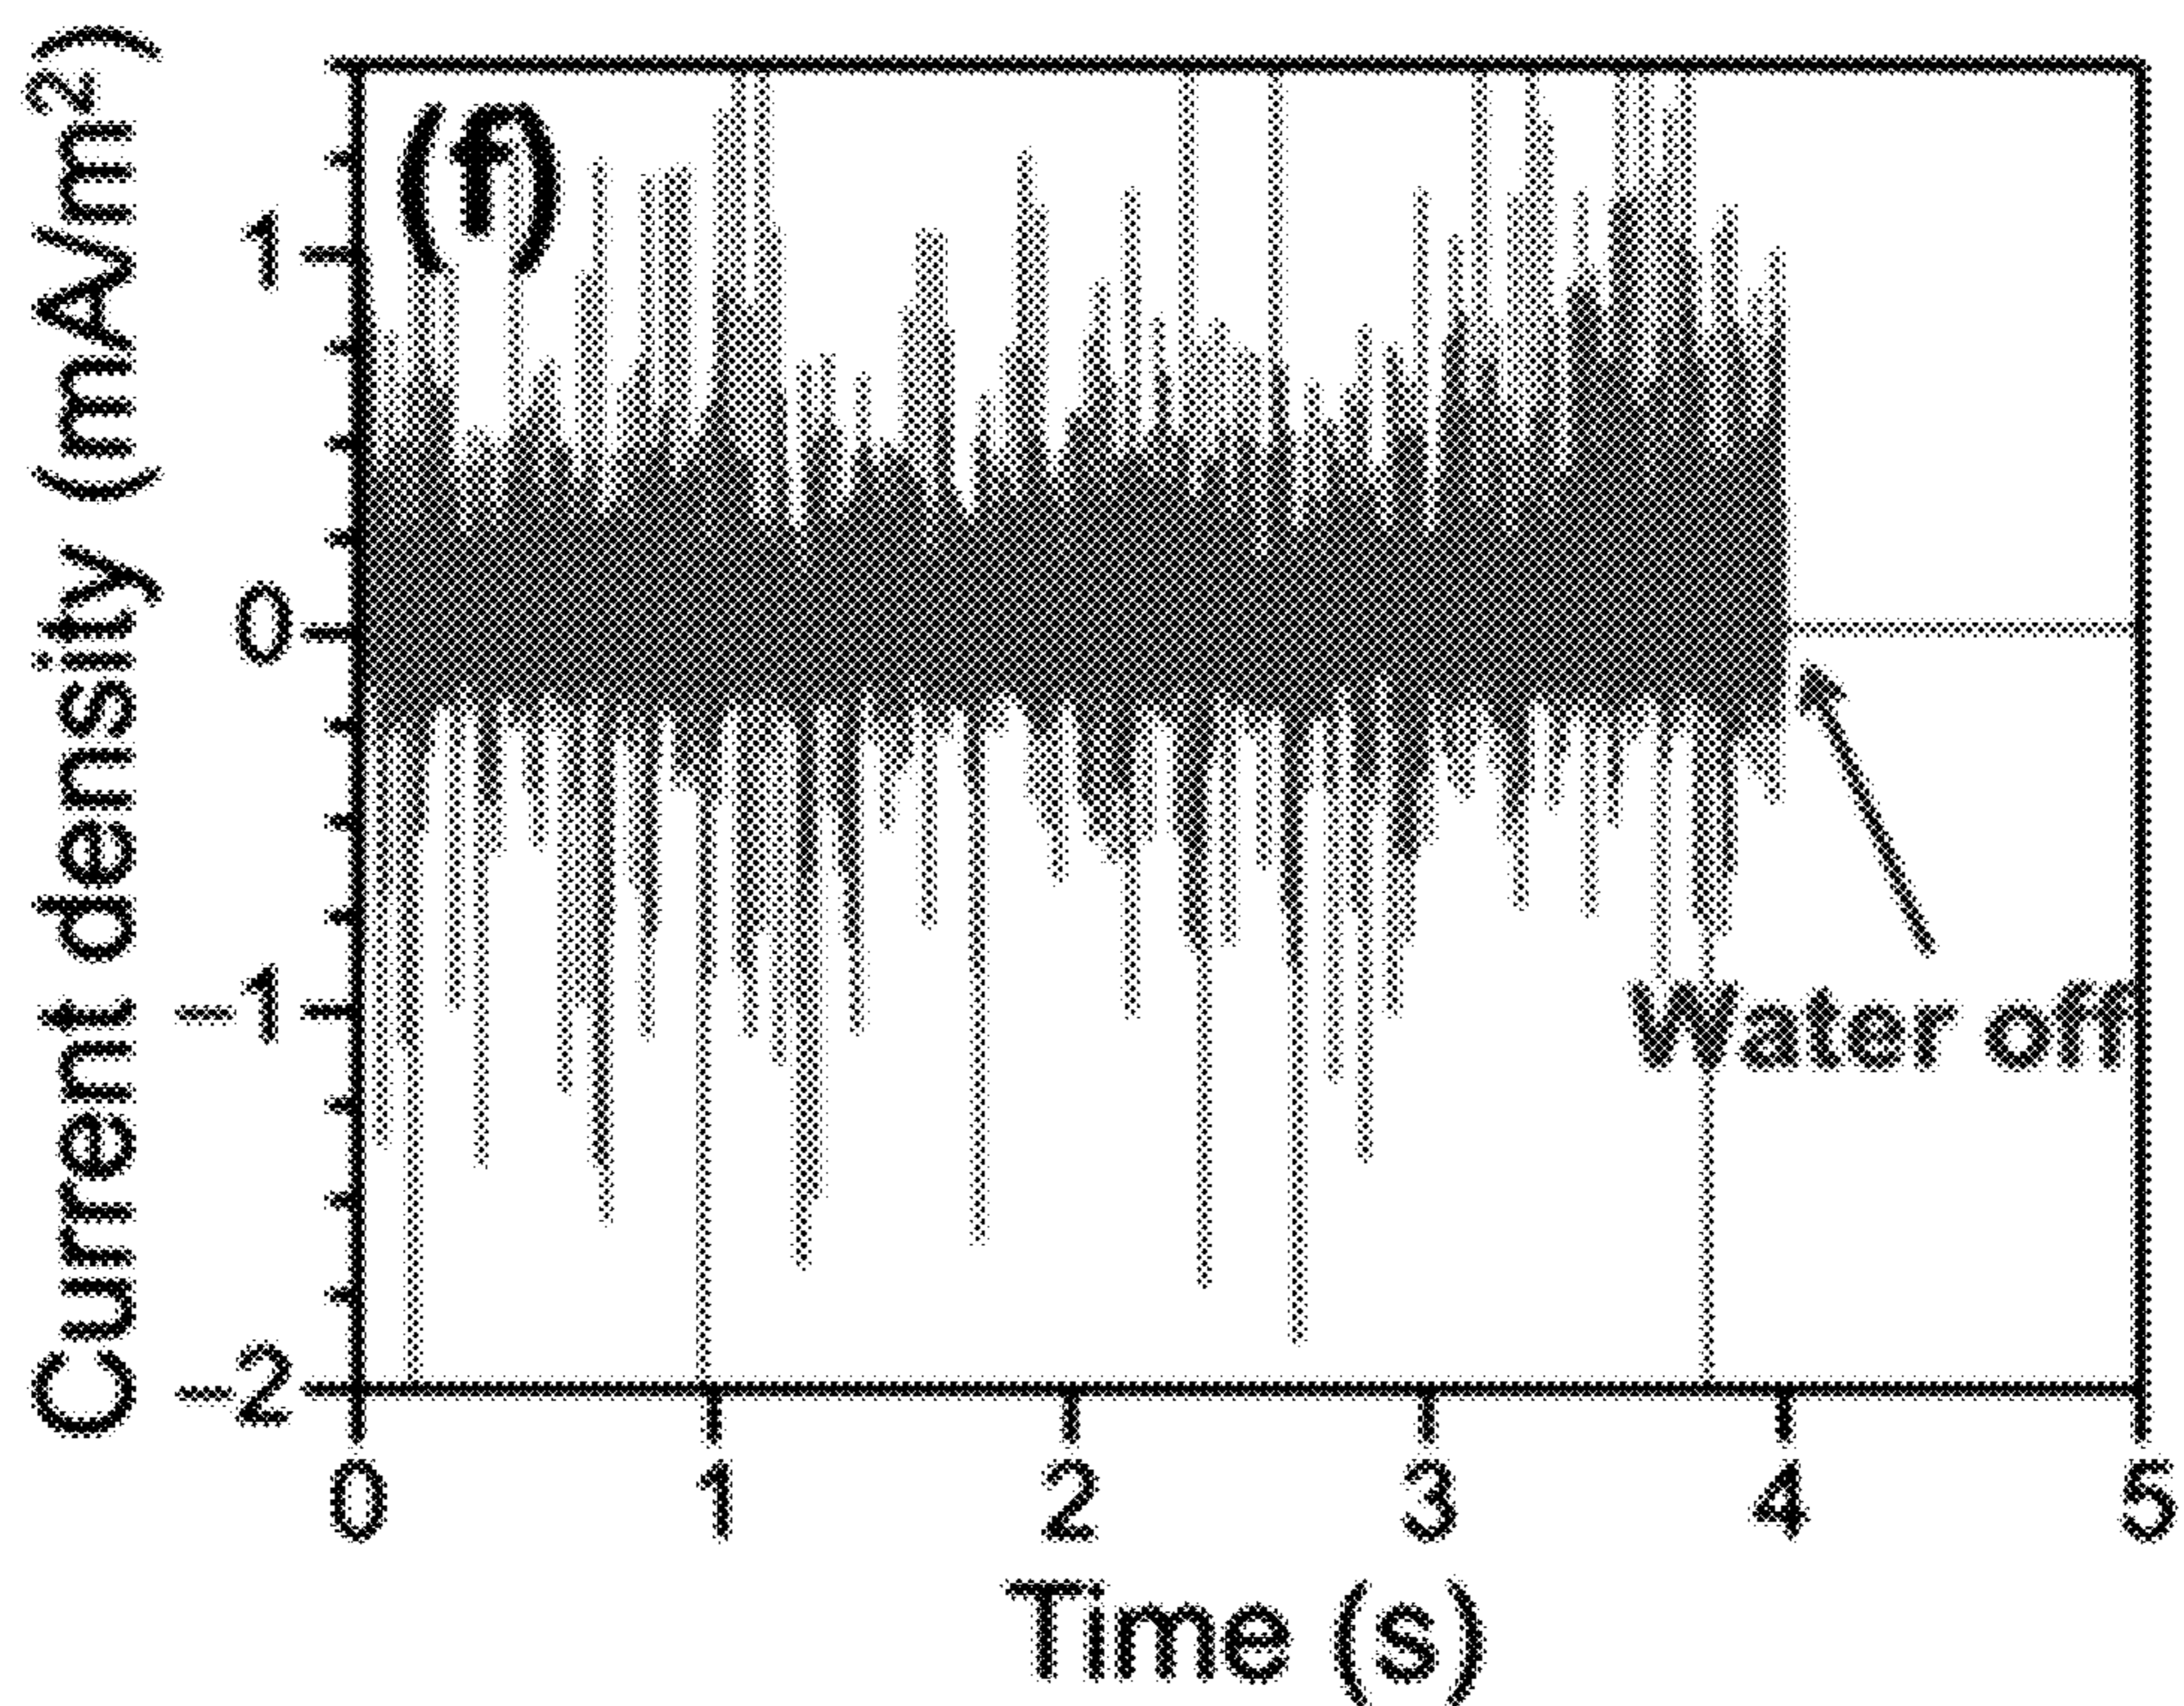 Current density (mA/m²)
(f)
1
0
−1
−2
Water off
0 1 2 3 4 5
Time (s)